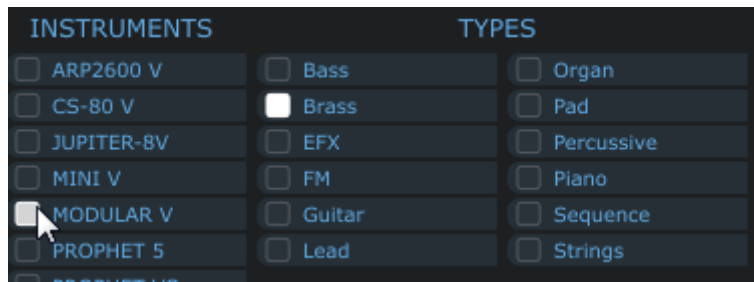 INSTRUMENTS TYPES
ARP2600 V Bass Organ
CS-80 V Brass Pad
JUPITER-8V EFX Percussive
MINI V FM Piano
MODULAR V Guitar Sequence
PROPHET 5 Lead Strings